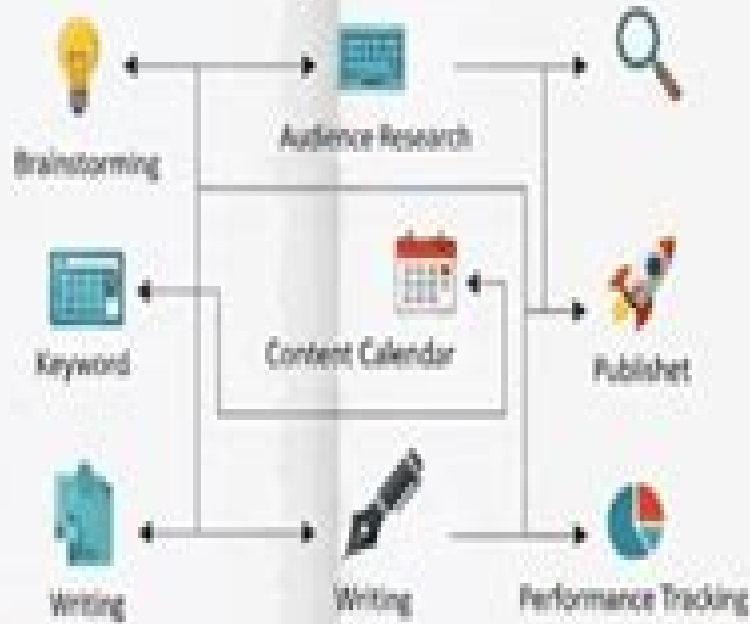 Brainstorming
Audience Research
Keyword
Content Calendar
Publishet
Writing
Writing
Performance Tracking